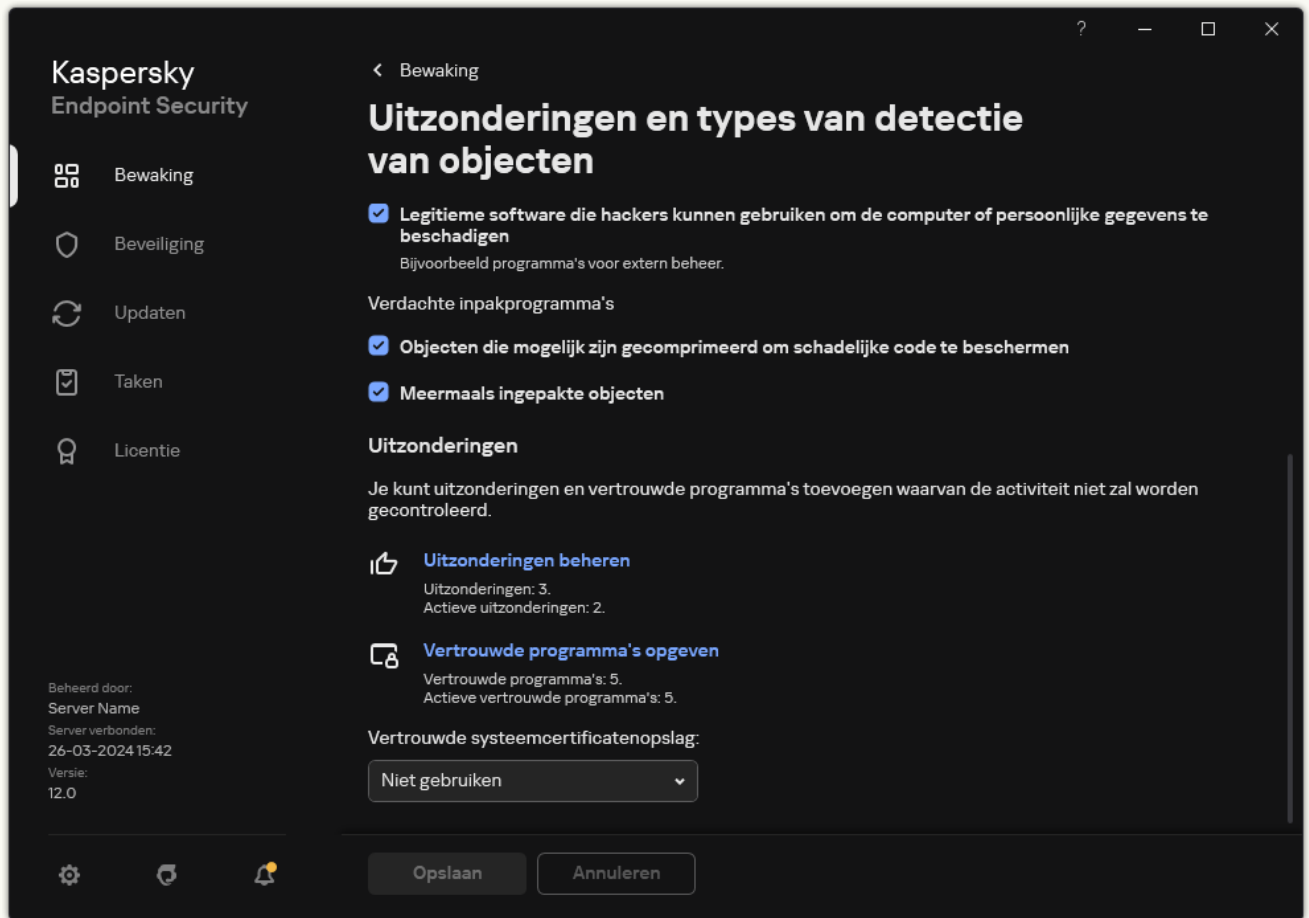 ?
Kaspersky
Endpoint Security
Bewaking
Beveiliging
Updaten
Taken
Licentie
Beheerd door:
Server Name
Server verbonden:
26-03-2024 15:42
Versie:
12.0
Bewaking
Uitzonderingen en types van detectie
van objecten
Legitieme software die hackers kunnen gebruiken om de computer of persoonlijke gegevens te
beschadigen
Bijvoorbeeld programma's voor extern beheer.
Verdachte inpakprogramma's
Objecten die mogelijk zijn gecomprimeerd om schadelijke code te beschermen
Meermaals ingepakte objecten
Uitzonderingen
Je kunt uitzonderingen en vertrouwde programma's toevoegen waarvan de activiteit niet zal worden
gecontroleerd.
Uitzonderingen beheren
Uitzonderingen: 3.
Actieve uitzonderingen: 2.
Vertrouwde programma's opgeven
Vertrouwde programma's: 5.
Actieve vertrouwde programma's: 5.
Vertrouwde systeemcertificatenopslag:
Niet gebruiken
Opslaan
Annuleren